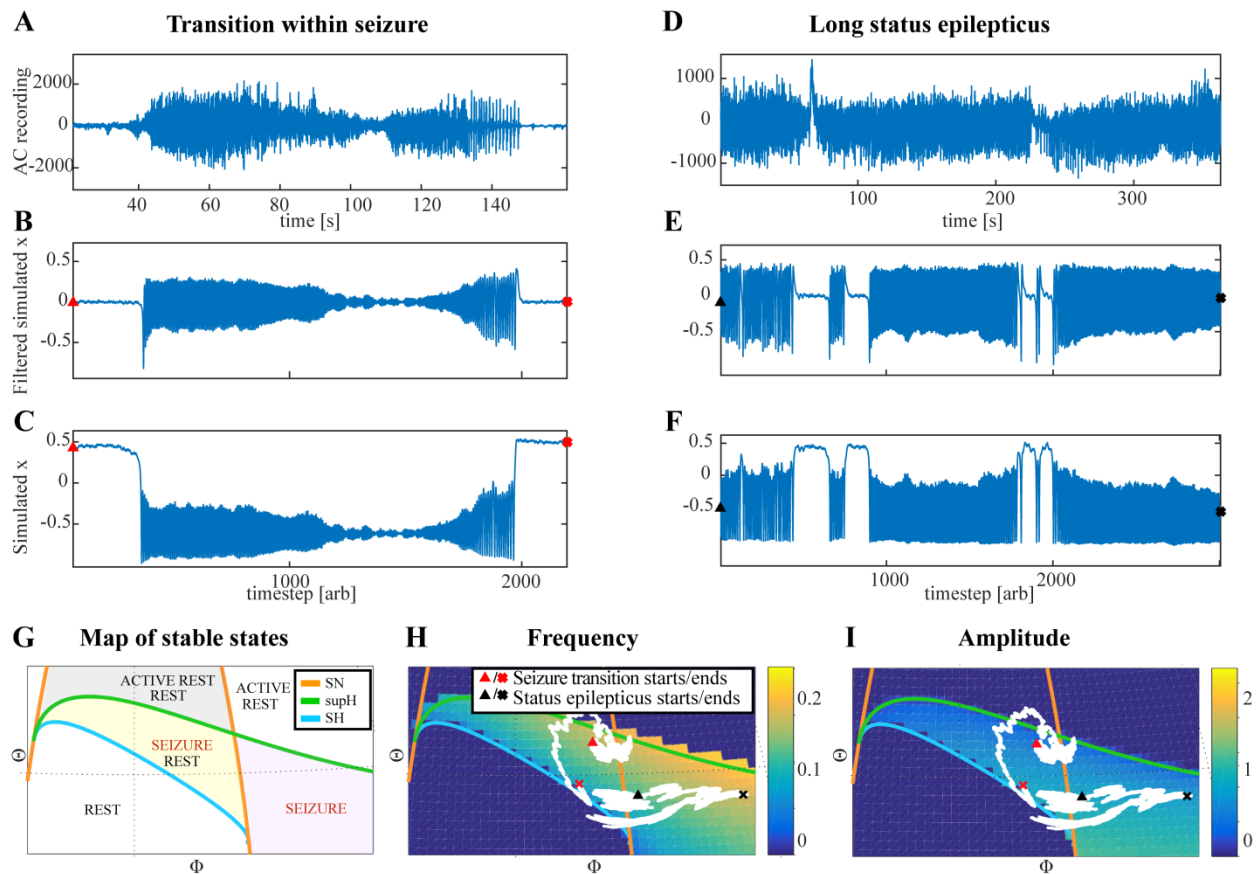 A Transition within seizure
2000
0
-2000
AC recording
40 60 80 100 120 140
time [s]
B
0.5
0
-0.5
Filtered simulated x
1000 2000
C
0.5
0
-0.5
Simulated x
1000 2000
timestep [arb]
D Long status epilepticus
1000
0
-1000
100 200 300
time [s]
E
0.5
0
-0.5
1000 2000
F
0.5
0
-0.5
1000 2000
timestep [arb]
G Map of stable states
ACTIVE REST
REST
ACTIVE
REST
SN
supH
SH
SEIZURE
REST
REST
SEIZURE
Θ
Φ
H Frequency
/ Seizure transition starts/ends
/ Status epilepticus starts/ends
0.2
0.1
0
Θ
Φ
I Amplitude
2
1
0
Θ
Φ